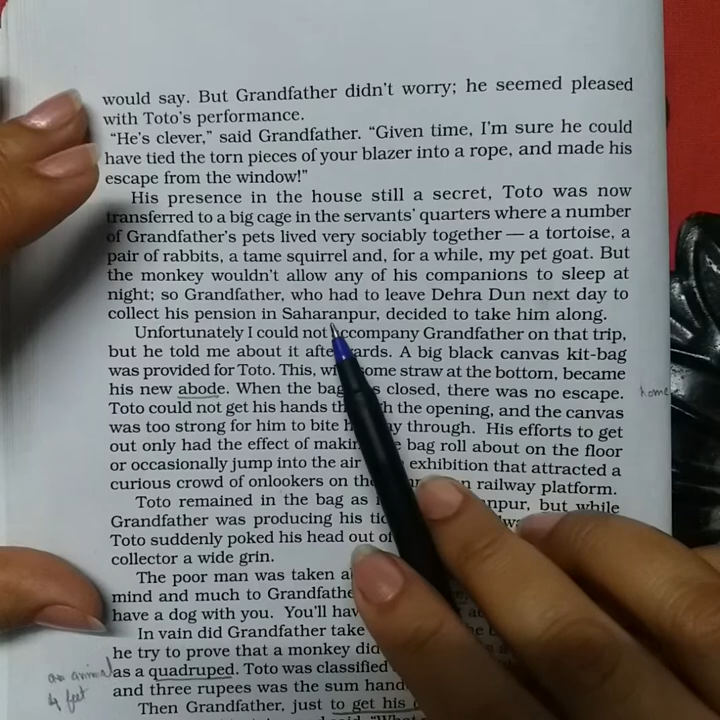 would say. But Grandfather didn't worry; he seemed pleased
with Toto's performance.
"He's clever," said Grandfather. "Given time, I'm sure he could
have tied the torn pieces of your blazer into a rope, and made his
escape from the window!"
His presence in the house still a secret, Toto was now
transferred to a big cage in the servants' quarters where a number
of Grandfather's pets lived very sociably together — a tortoise, a
pair of rabbits, a tame squirrel and, for a while, my pet goat. But
the monkey wouldn't allow any of his companions to sleep at
night; so Grandfather, who had to leave Dehra Dun next day to
collect his pension in Saharanpur, decided to take him along.
Unfortunately I could not accompany Grandfather on that trip,
but he told me about it afterwards. A big black canvas kit-bag
was provided for Toto. This, with some straw at the bottom, became
his new abode. When the bag was closed, there was no escape. home
Toto could not get his hands through the opening, and the canvas
was too strong for him to bite his way through. His efforts to get
out only had the effect of making the bag roll about on the floor
or occasionally jump into the air exhibition that attracted a
curious crowd of onlookers on the railway platform.
Toto remained in the bag as but while
Grandfather was producing his
Toto suddenly poked his head out of
collector a wide grin.
The poor man was taken
mind and much to
have a dog with you. You'll
In vain did Grandfather take
he try to prove that a monkey did
an animal as a quadruped. Toto was classified
4 feet and three rupees was the sum
Then Grandfather, just to get his